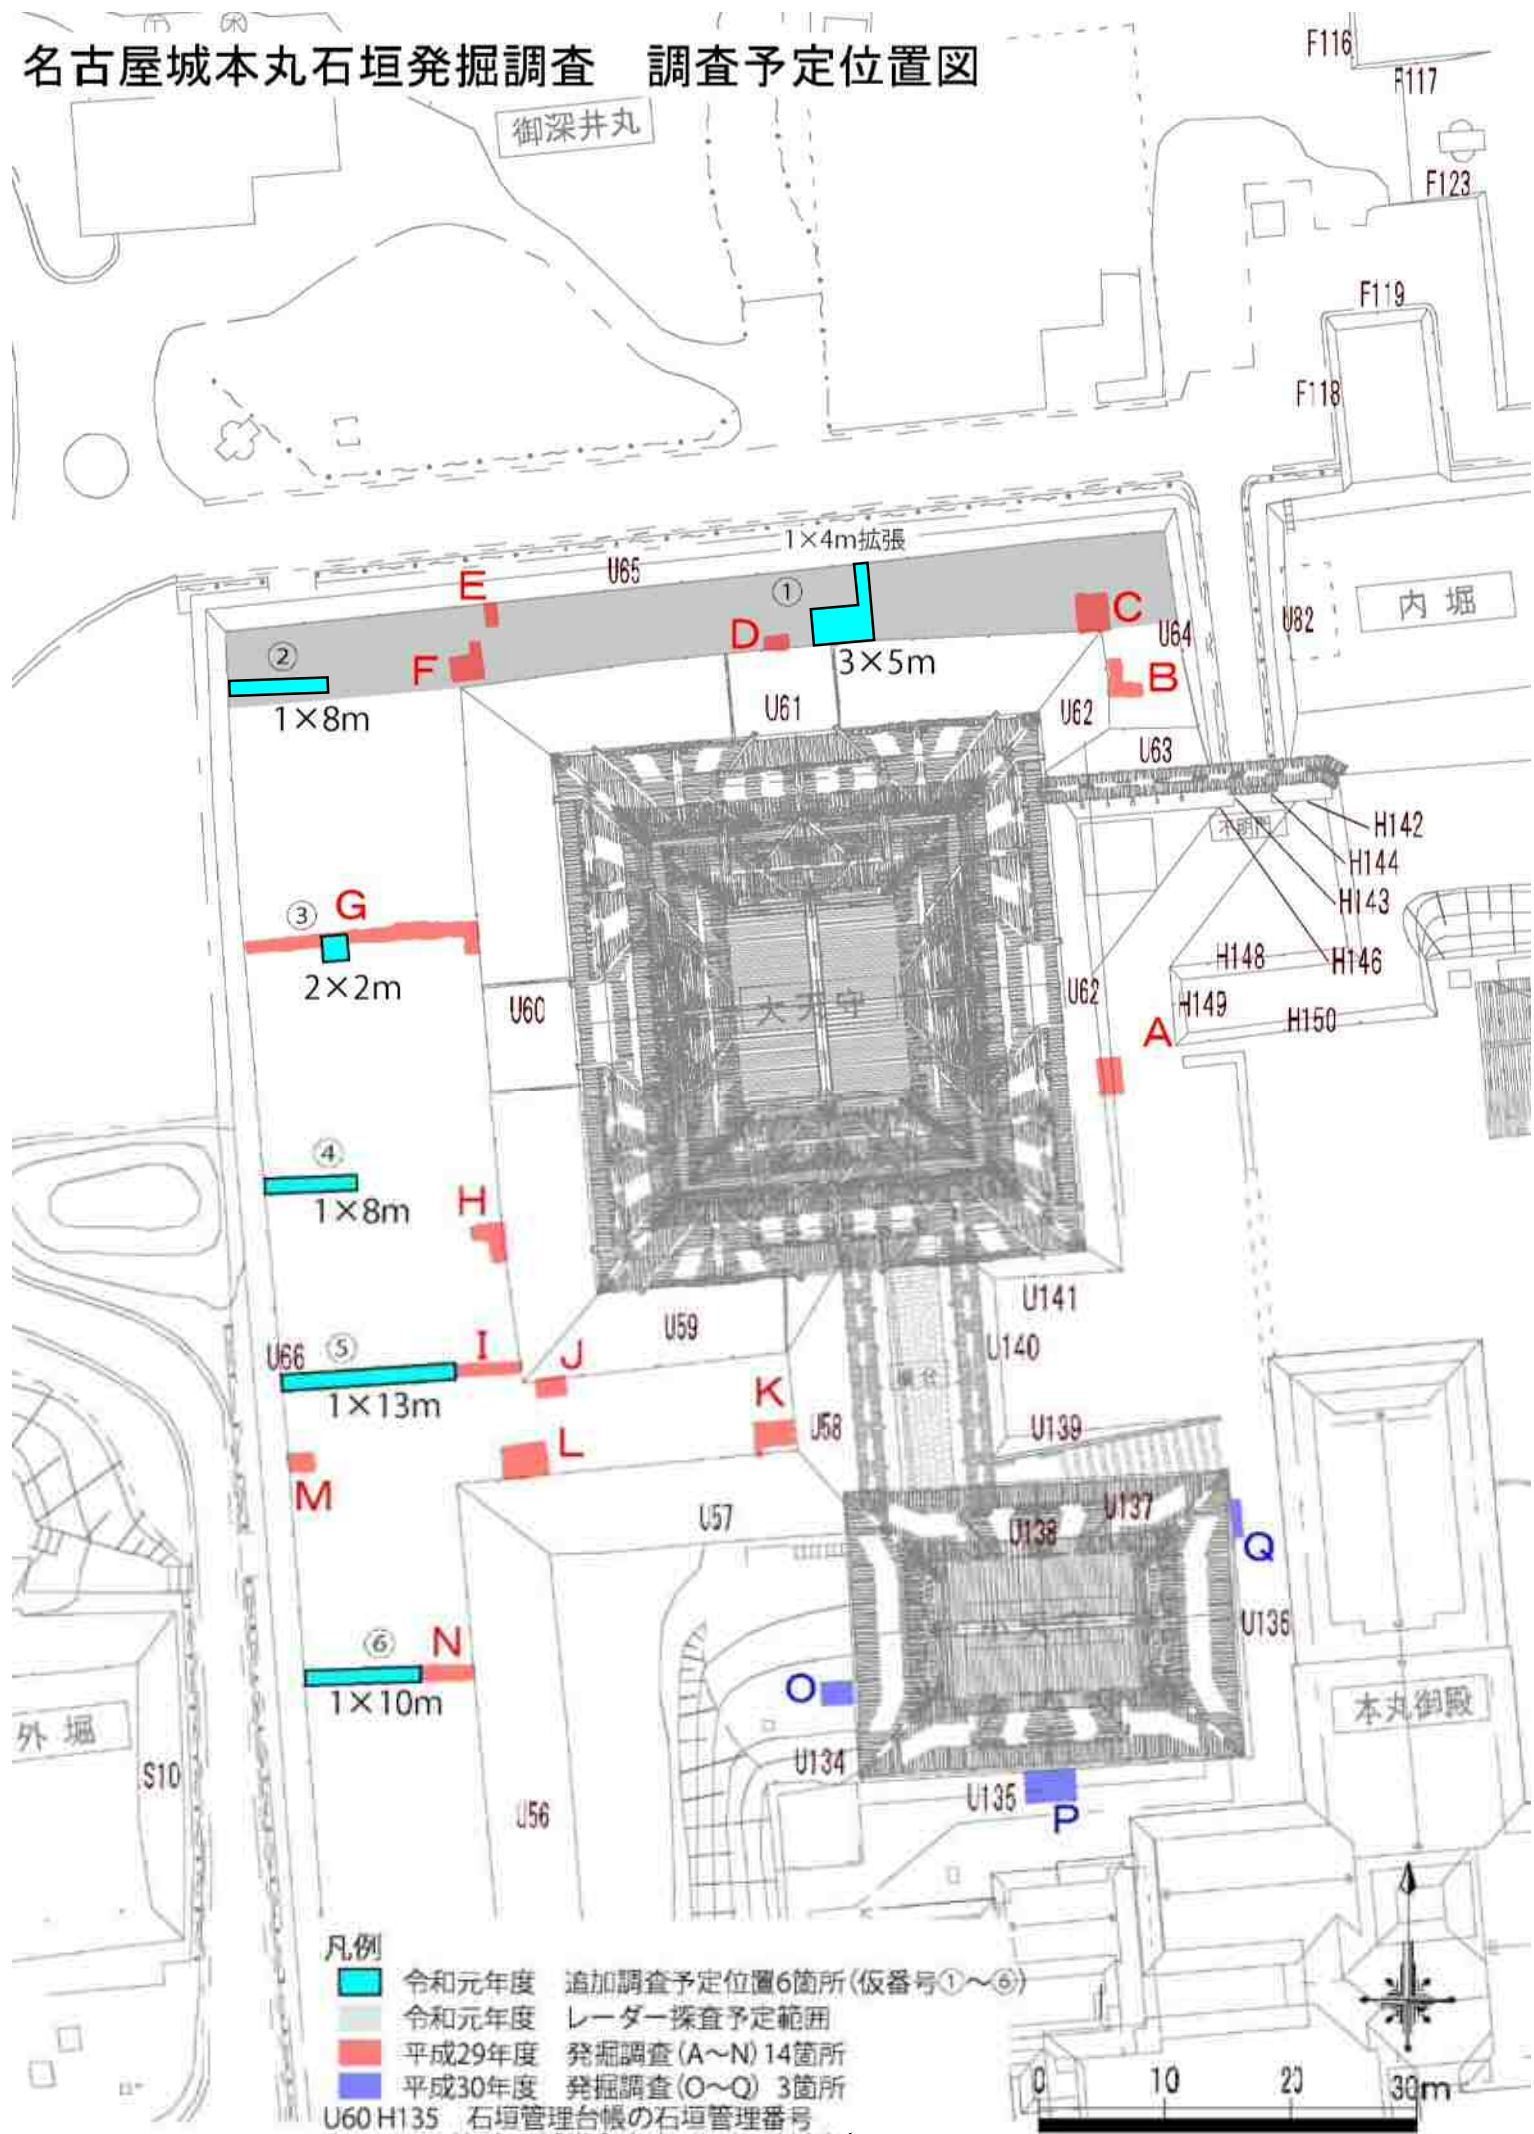 名古屋城本丸石垣発掘調査　調査予定位置図
御深井丸
F116
F117
F123
F119
F118
1×4m拡張
U65
E
①
D
C
U64
U82
内堀
②
F
3×5m
B
1×8m
U61
U62
U63
不明門
H142
H144
H143
③
G
2×2m
H148
H146
U60
大天守
U62
H149
H150
A
④
1×8m
H
U141
U59
U140
U66
⑤
I
J
1×13m
K
U58
U139
L
M
U57
U137
U138
Q
⑥
N
U136
1×10m
O
外堀
本丸御殿
S10
U134
U135
P
U56
凡例
令和元年度　追加調査予定位置6箇所(仮番号①～⑥)
令和元年度　レーダー探査予定範囲
平成29年度　発掘調査(A～N)14箇所
平成30年度　発掘調査(O～Q) 3箇所
U60 H135　石垣管理台帳の石垣管理番号
0 10 20 30m